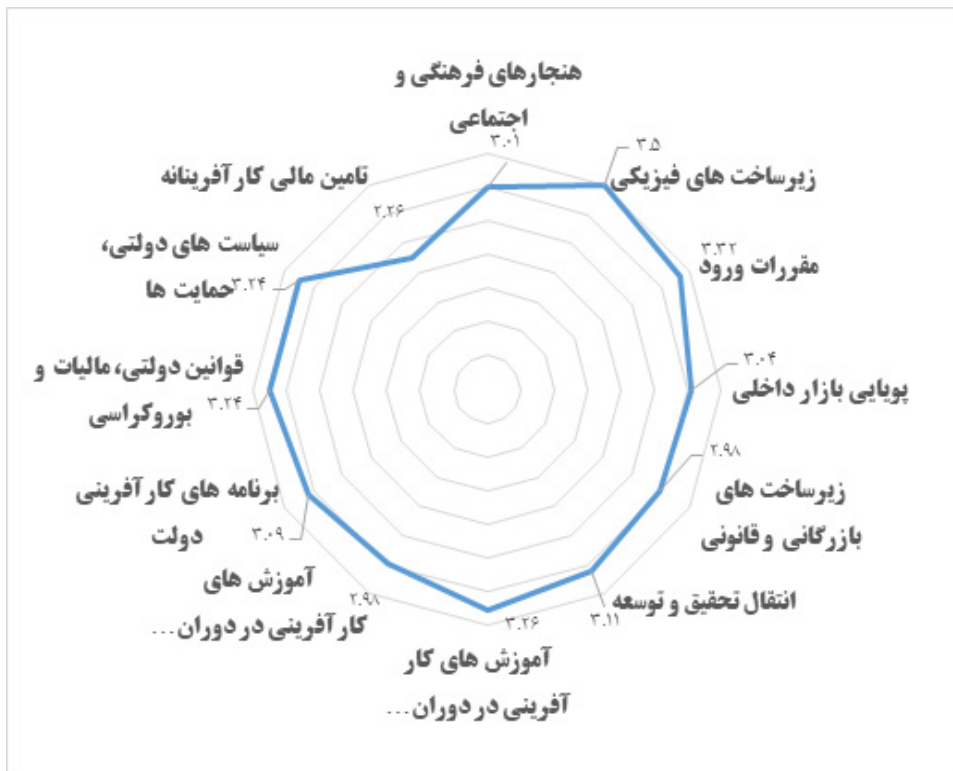 هنجارهای فرهنگی و
اجتماعی
۳.۰۱
۳.۵
زیرساخت های فیزیکی
۳.۳۲
مقررات ورود
۳.۰۴
پویایی بازار داخلی
۲.۹۸
زیرساخت های
بازرگانی و قانونی
انتقال تحقیق و توسعه
۳.۱۱
۳.۲۶
آموزش های کار
آفرینی در دوران...
۲.۹۸
آموزش های
کارآفرینی در دوران...
برنامه های کارآفرینی
دولت
۳.۰۹
قوانین دولتی، مالیات و
بوروکراسی
۳.۲۴
سیاست های دولتی،
حمایت ها
۳.۲۴
تامین مالی کارآفرینانه
۲.۲۶